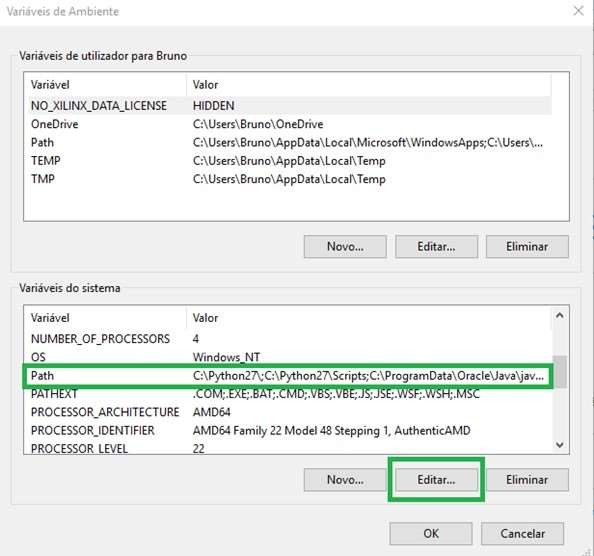 Variáveis de Ambiente
Variáveis de utilizador para Bruno
Variável Valor
NO_XILINX_DATA_LICENSE HIDDEN
OneDrive C:\Users\Bruno\OneDrive
Path C:\Users\Bruno\AppData\Local\Microsoft\WindowsApps;C:\Users\...
TEMP C:\Users\Bruno\AppData\Local\Temp
TMP C:\Users\Bruno\AppData\Local\Temp
Novo... Editar... Eliminar
Variáveis do sistema
Variável Valor
NUMBER_OF_PROCESSORS 4
OS Windows_NT
Path C:\Python27\;C:\Python27\Scripts;C:\ProgramData\Oracle\Java\jav...
PATHEXT .COM;.EXE;.BAT;.CMD;.VBS;.VBE;.JS;.JSE;.WSF;.WSH;.MSC
PROCESSOR_ARCHITECTURE AMD64
PROCESSOR_IDENTIFIER AMD64 Family 22 Model 48 Stepping 1, AuthenticAMD
PROCESSOR_LEVEL 22
Novo... Editar... Eliminar
OK Cancelar